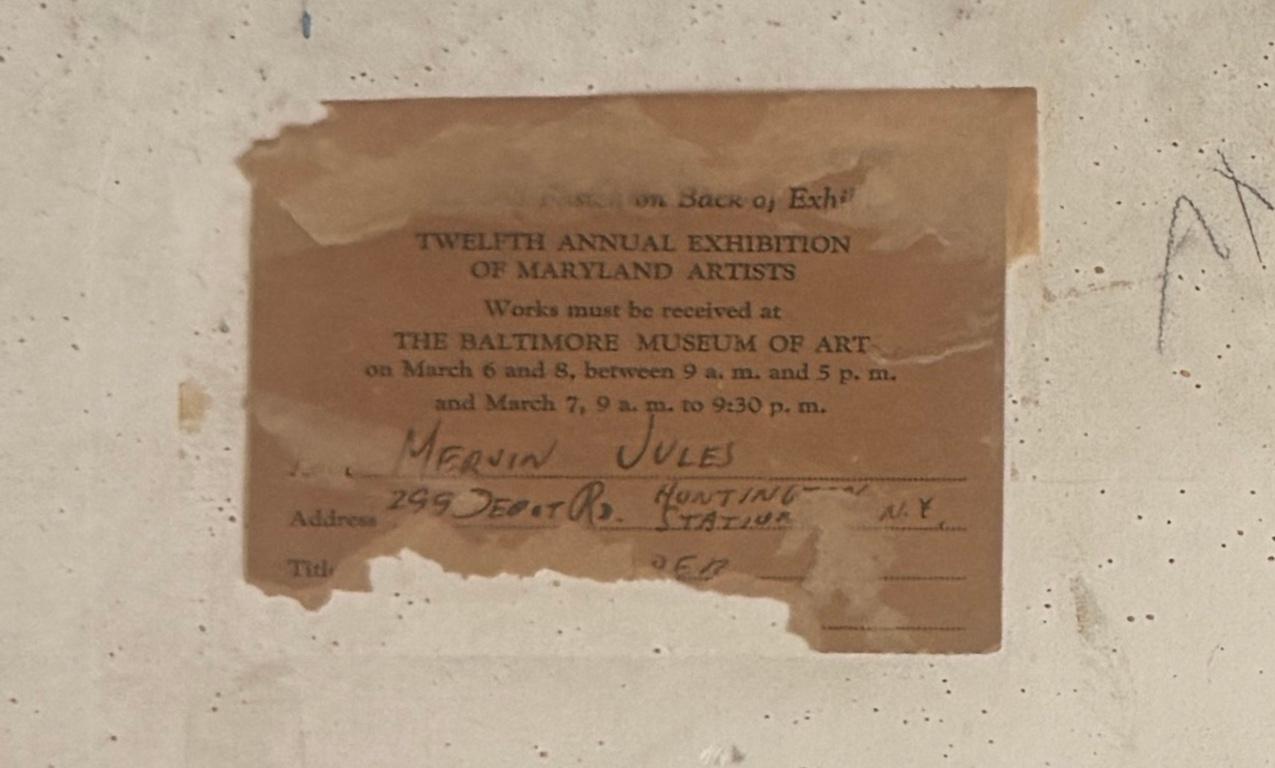 on Back of
TWELFTH ANNUAL EXHIBITION
OF MARYLAND ARTISTS
Works must be received at
THE BALTIMORE MUSEUM OF ART
on March 6 and 8, between 9 a. m. and 5 p. m.
and March 7, 9 a. m. to 9:30 p. m.
MERVIN JULES
Address 299 DEPOT RD. HUNTINGTON
STATION N.Y.